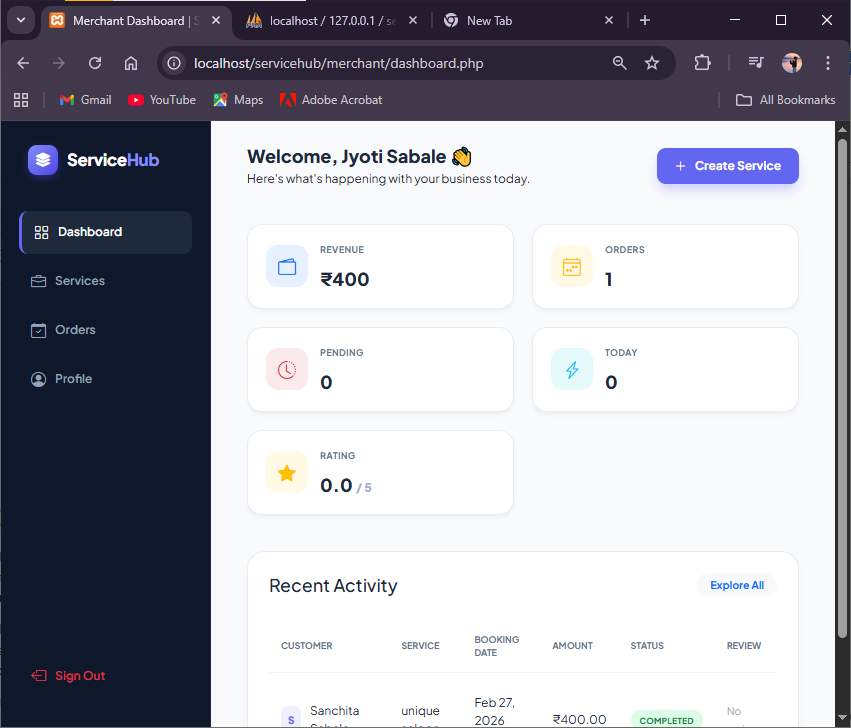 Merchant Dashboard | S
localhost / 127.0.0.1 / se
New Tab
localhost/servicehub/merchant/dashboard.php
Gmail
YouTube
Maps
Adobe Acrobat
All Bookmarks
ServiceHub
Dashboard
Services
Orders
Profile
Sign Out
Welcome, Jyoti Sabale 👋
Here's what's happening with your business today.
+ Create Service
REVENUE
₹400
ORDERS
1
PENDING
0
TODAY
0
RATING
0.0 / 5
Recent Activity
Explore All
CUSTOMER SERVICE BOOKING DATE AMOUNT STATUS REVIEW
S Sanchita unique Feb 27, 2026 ₹400.00 COMPLETED No